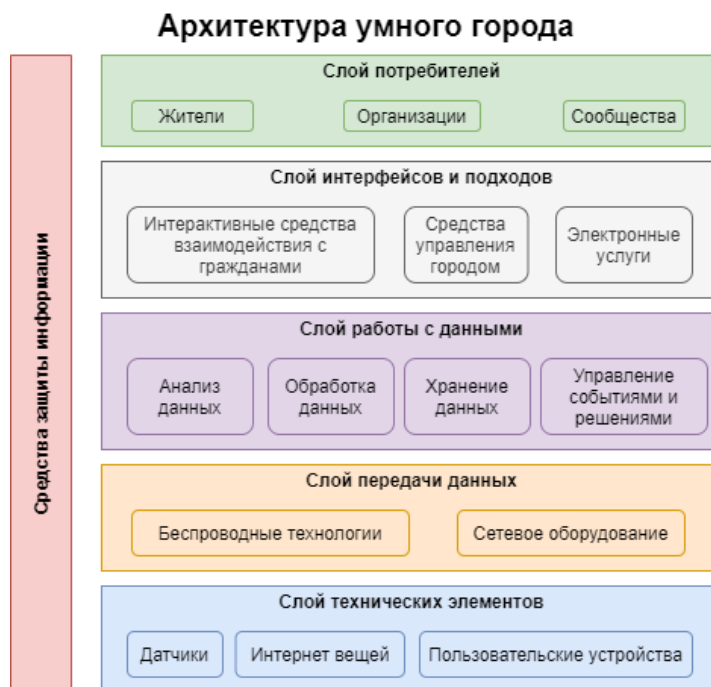 Архитектура умного города
Средства защиты информации
Слой потребителей
Жители
Организации
Сообщества
Слой интерфейсов и подходов
Интерактивные средства
взаимодействия с
гражданами
Средства
управления
городом
Электронные
услуги
Слой работы с данными
Анализ
данных
Обработка
данных
Хранение
данных
Управление
событиями и
решениями
Слой передачи данных
Беспроводные технологии
Сетевое оборудование
Слой технических элементов
Датчики
Интернет вещей
Пользовательские устройства